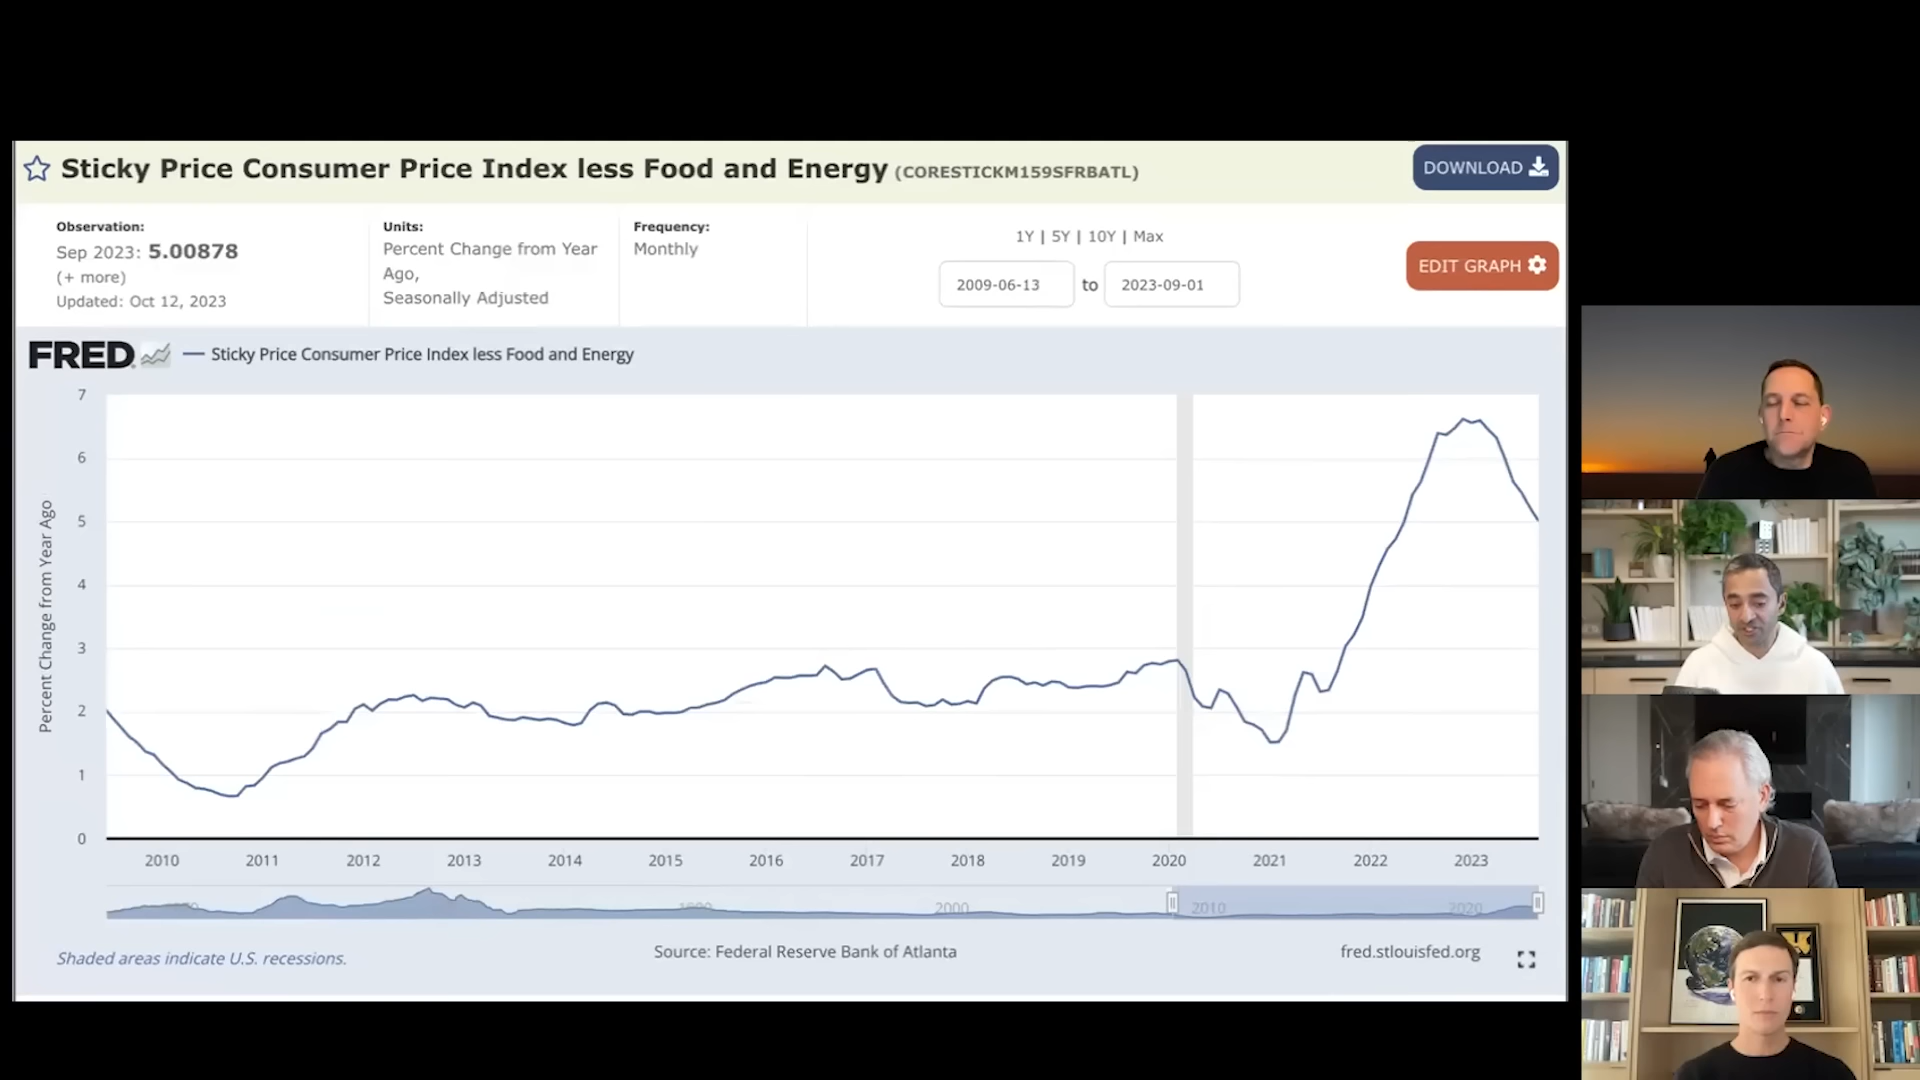 Sticky Price Consumer Price Index less Food and Energy (CORESTICKM159SFRBATL)
DOWNLOAD
Observation:
Sep 2023: 5.00878
(+ more)
Updated: Oct 12, 2023
Units:
Percent Change from Year
Ago,
Seasonally Adjusted
Frequency:
Monthly
1Y | 5Y | 10Y | Max
2009-06-13 to 2023-09-01
EDIT GRAPH
FRED
Sticky Price Consumer Price Index less Food and Energy
Percent Change from Year Ago
7
6
5
4
3
2
1
0
2010 2011 2012 2013 2014 2015 2016 2017 2018 2019 2020 2021 2022 2023
1990 2000 2010 2020
Shaded areas indicate U.S. recessions.
Source: Federal Reserve Bank of Atlanta
fred.stlouisfed.org